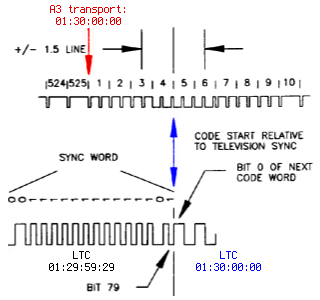 A3 transport:
01:30:00:00
+/- 1.5 LINE
|524|525| 1 | 2 | 3 | 4 | 5 | 6 | 7 | 8 | 9 |10 |
CODE START RELATIVE
TO TELEVISION SYNC
SYNC WORD
BIT 0 OF NEXT
CODE WORD
LTC
01:29:59:29
LTC
01:30:00:00
BIT 79